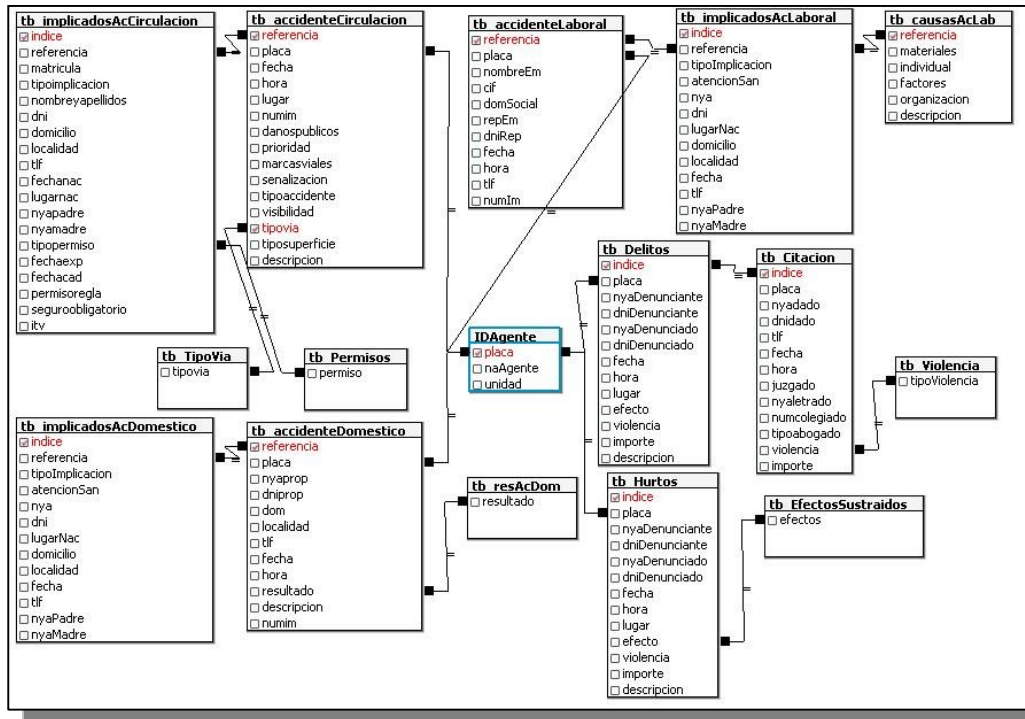 tb_implicadosAcCirculacion
indice
referencia
matricula
tipoimplicacion
nombreyapellidos
dni
domicilio
localidad
tlf
fechanac
lugarnac
nyapadre
nyamadre
tipopermiso
fechaexp
fechacad
permisoregla
segurooobligatorio
itv
tb_accidenteCirculacion
referencia
placa
fecha
hora
lugar
numim
danospublicos
prioridad
marcasviales
senalizacion
tipoaccidente
visibilidad
tipovia
tiposuperficie
descripcion
tb_accidenteLaboral
referencia
placa
nombreEm
cif
domSocial
repEm
dniRep
fecha
hora
tlf
numIm
tb_implicadosAcLaboral
indice
referencia
tipoImplicacion
atencionSan
nya
dni
lugarNac
domicilio
localidad
fecha
tlf
nyaPadre
nyaMadre
tb_causasAcLab
referencia
materiales
individual
factores
organizacion
descripcion
tb_TipoVia
tipovia
tb_Permisos
permiso
IDAgente
placa
naAgente
unidad
tb_Delitos
indice
placa
nyaDenunciante
dniDenunciante
nyaDenunciado
dniDenunciado
fecha
hora
lugar
efecto
violencia
importe
descripcion
tb_Citacion
indice
placa
nyadado
dnidado
tlf
fecha
hora
juzgado
nyaletrado
numcolegiado
tipoabogado
violencia
importe
tb_Violencia
tipoViolencia
tb_implicadosAcDomestico
indice
referencia
tipoImplicacion
atencionSan
nya
dni
lugarNac
domicilio
localidad
fecha
tlf
nyaPadre
nyaMadre
tb_accidenteDomestico
referencia
placa
nyaprop
dniprop
dom
localidad
tlf
fecha
hora
resultado
descripcion
numim
tb_resAcDom
resultado
tb_Hurtos
indice
placa
nyaDenunciante
dniDenunciante
nyaDenunciado
dniDenunciado
fecha
hora
lugar
efecto
violencia
importe
descripcion
tb_EfectosSustraidos
efectos